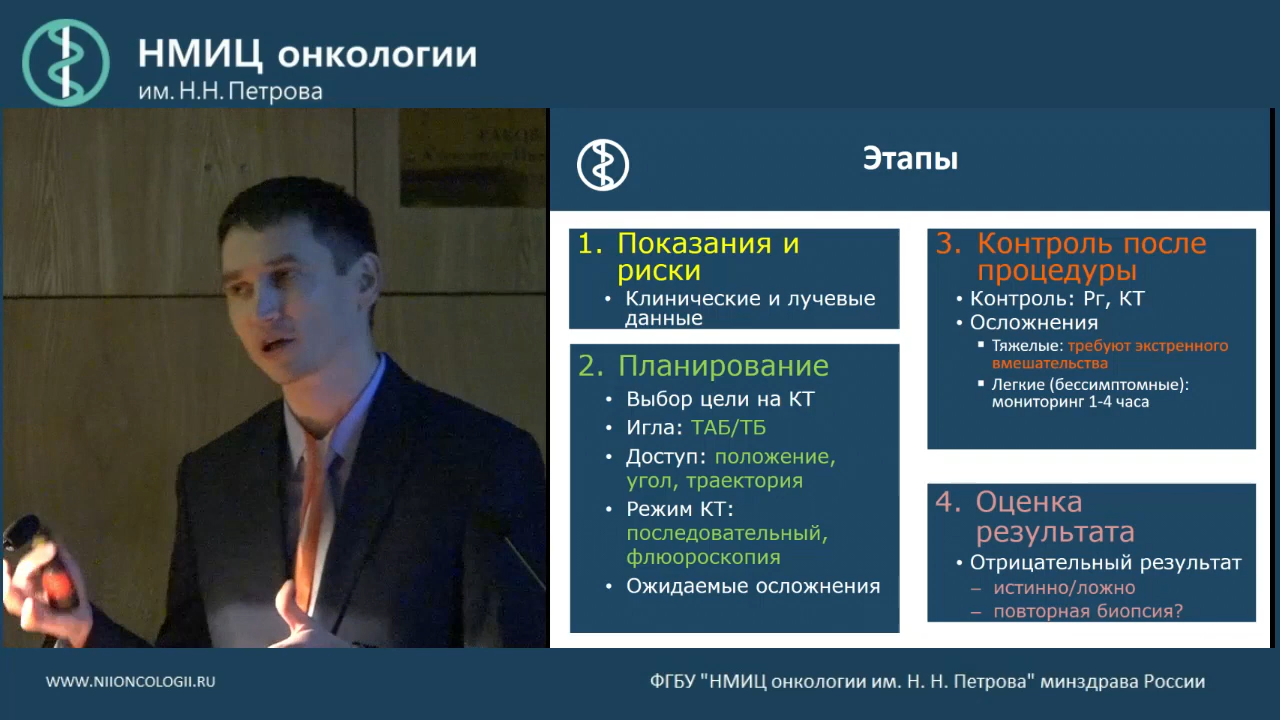 НМИЦ онкологии
им. Н.Н. Петрова
Этапы
1. Показания и
риски
• Клинические и лучевые
данные
2. Планирование
• Выбор цели на КТ
• Игла: ТАБ/ТБ
• Доступ: положение,
угол, траектория
• Режим КТ:
последовательный,
флюороскопия
• Ожидаемые осложнения
3. Контроль после
процедуры
• Контроль: Рг, КТ
• Осложнения
▪ Тяжелые: требуют экстренного
вмешательства
▪ Легкие (бессимптомные):
мониторинг 1-4 часа
4. Оценка
результата
• Отрицательный результат
– истинно/ложно
– повторная биопсия?
WWW.NIIONCOLOGII.RU
ФГБУ "НМИЦ онкологии им. Н. Н. Петрова" минздрава России